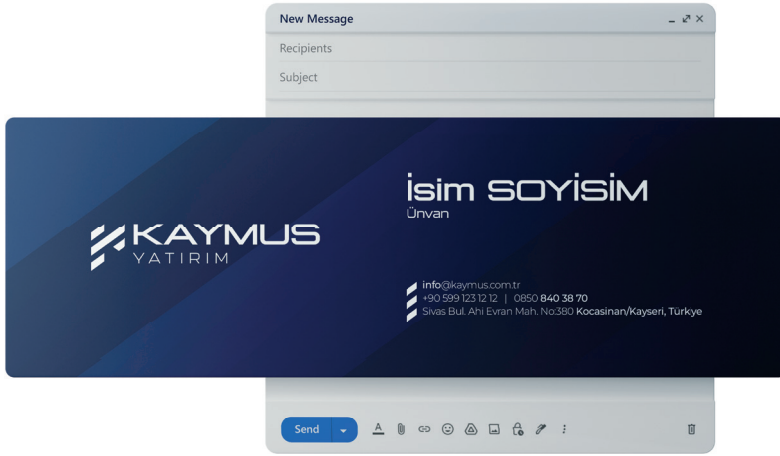 New Message
Recipients
Subject
KAYMUS
YATIRIM
İsim SOYİSİM
Ünvan
info@kaymus.com.tr
+90 599 123 12 12 | 0850 840 38 70
Sivas Bul. Ahi Evran Mah. No:380 Kocasinan/Kayseri, Türkye
Send